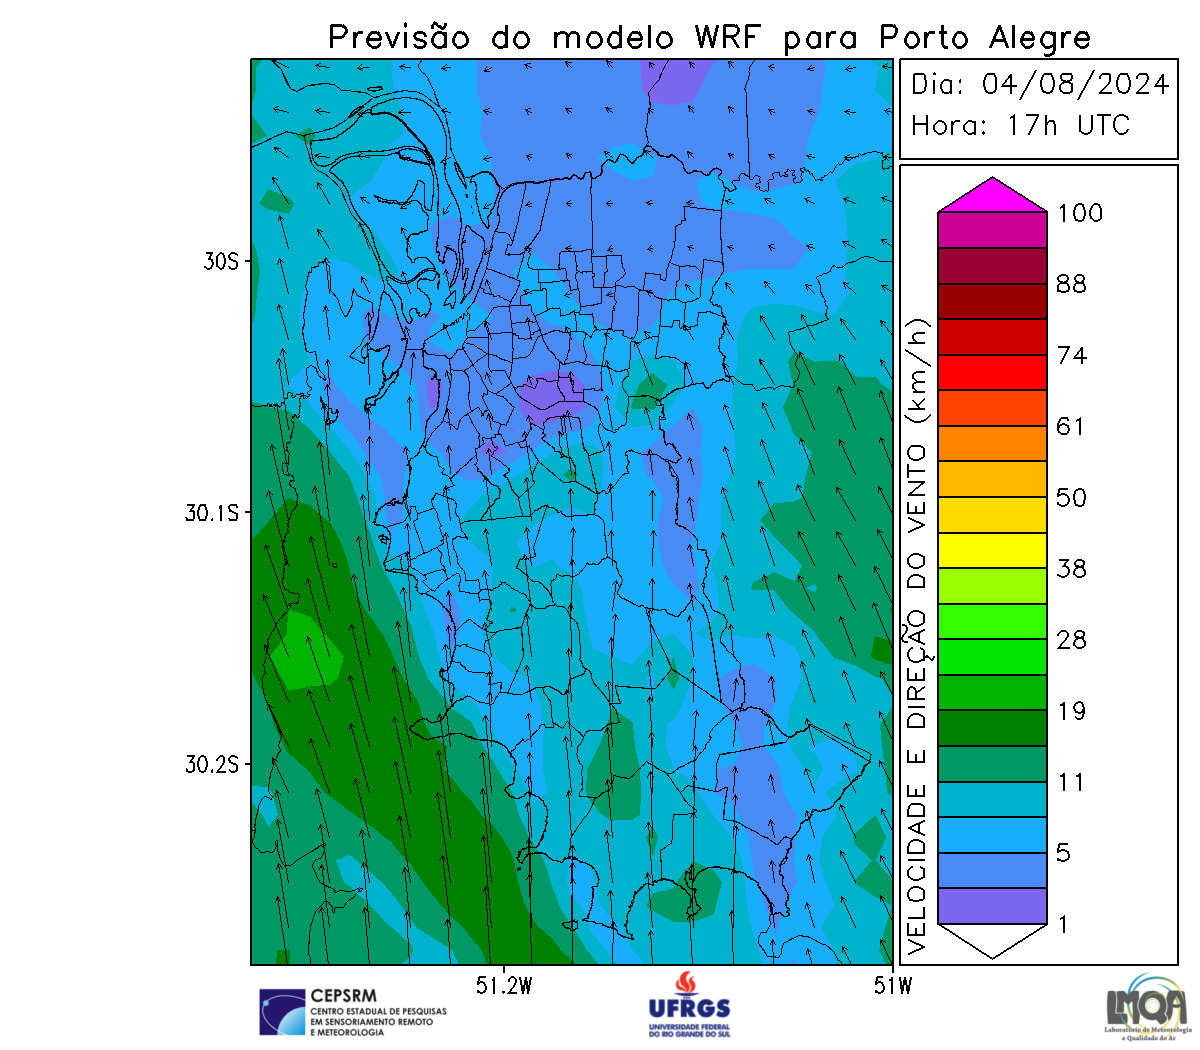 Previsão do modelo WRF para Porto Alegre
Dia: 04/08/2024
Hora: 17h UTC
30S
30.1S
30.2S
51.2W
51W
VELOCIDADE E DIREÇÃO DO VENTO (km/h)
100
88
74
61
50
38
28
19
11
5
1
CEPSRM
CENTRO ESTADUAL DE PESQUISAS
EM SENSORIAMENTO REMOTO
E METEOROLOGIA
UFRGS
UNIVERSIDADE FEDERAL
DO RIO GRANDE DO SUL
LMQA
Laboratório de Meteorologia
e Qualidade do Ar